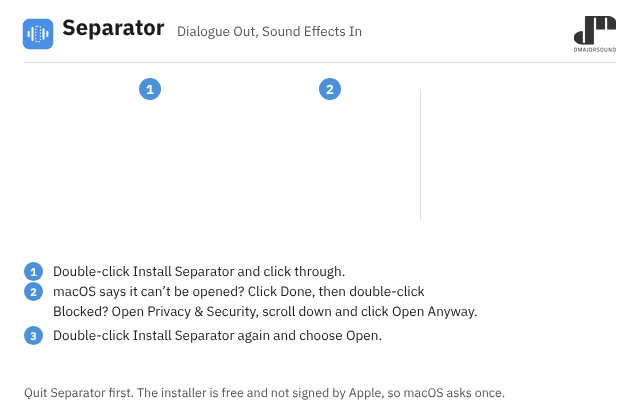 Separator Dialogue Out, Sound Effects In
DMAJORSOUND
1 2
1 Double-click Install Separator and click through.
2 macOS says it can’t be opened? Click Done, then double-click
Blocked? Open Privacy & Security, scroll down and click Open Anyway.
3 Double-click Install Separator again and choose Open.
Quit Separator first. The installer is free and not signed by Apple, so macOS asks once.